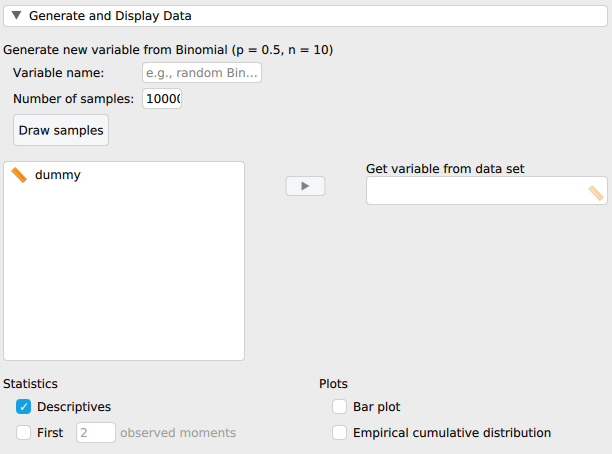 Generate and Display Data
Generate new variable from Binomial (p = 0.5, n = 10)
Variable name: e.g., random Bin...
Number of samples: 1000
Draw samples
dummy
Get variable from data set
Statistics
Descriptives
First 2 observed moments
Plots
Bar plot
Empirical cumulative distribution